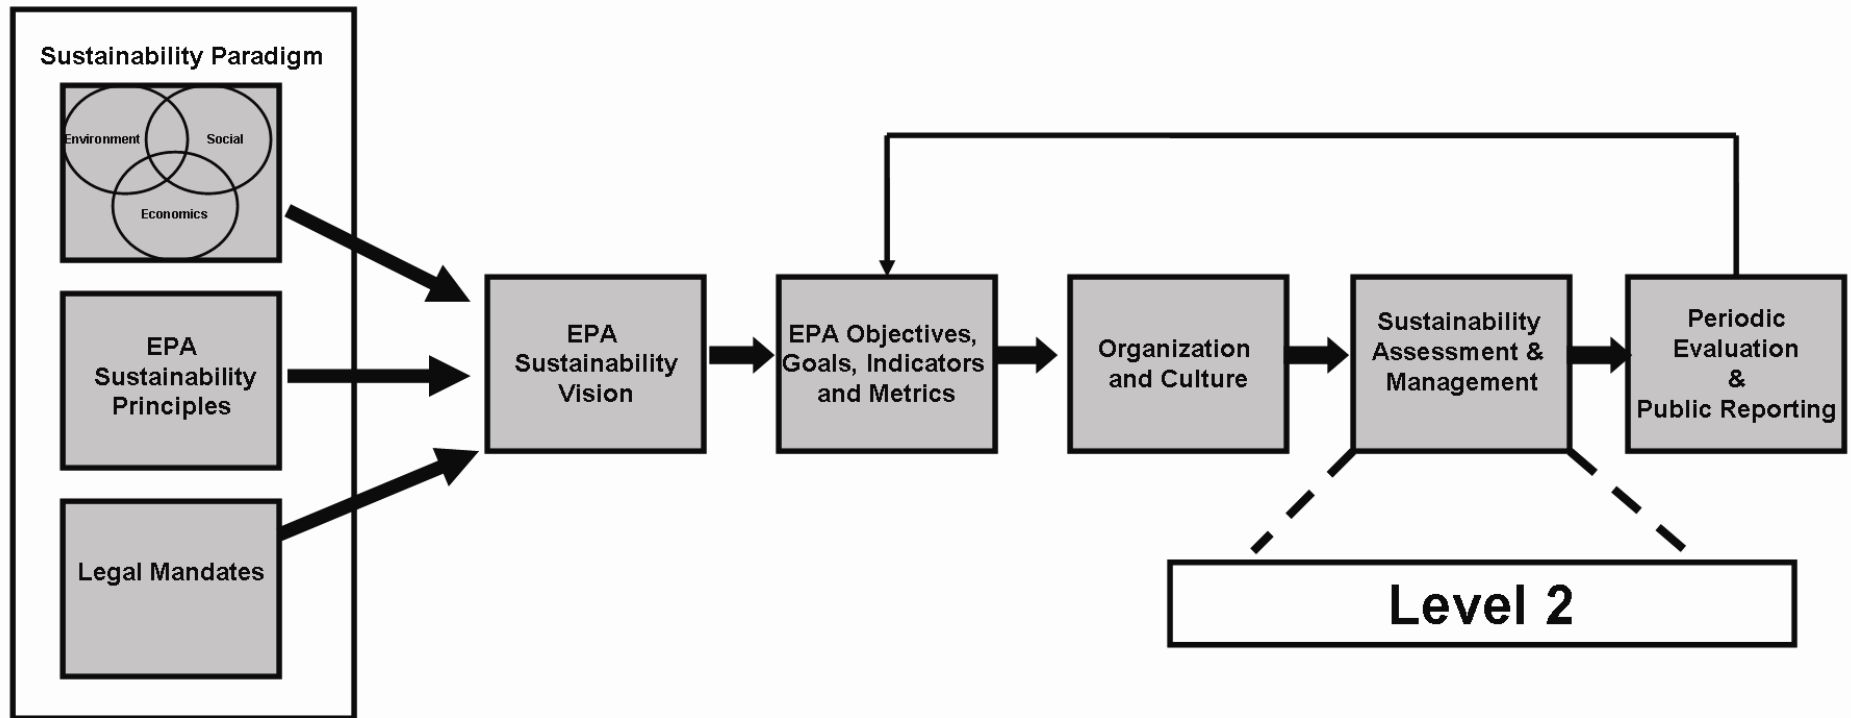 Sustainability Paradigm
Environment
Social
Economics
EPA
Sustainability
Principles
Legal Mandates
EPA
Sustainability
Vision
EPA Objectives,
Goals, Indicators
and Metrics
Organization
and Culture
Sustainability
Assessment &
Management
Periodic
Evaluation
&
Public Reporting
Level 2